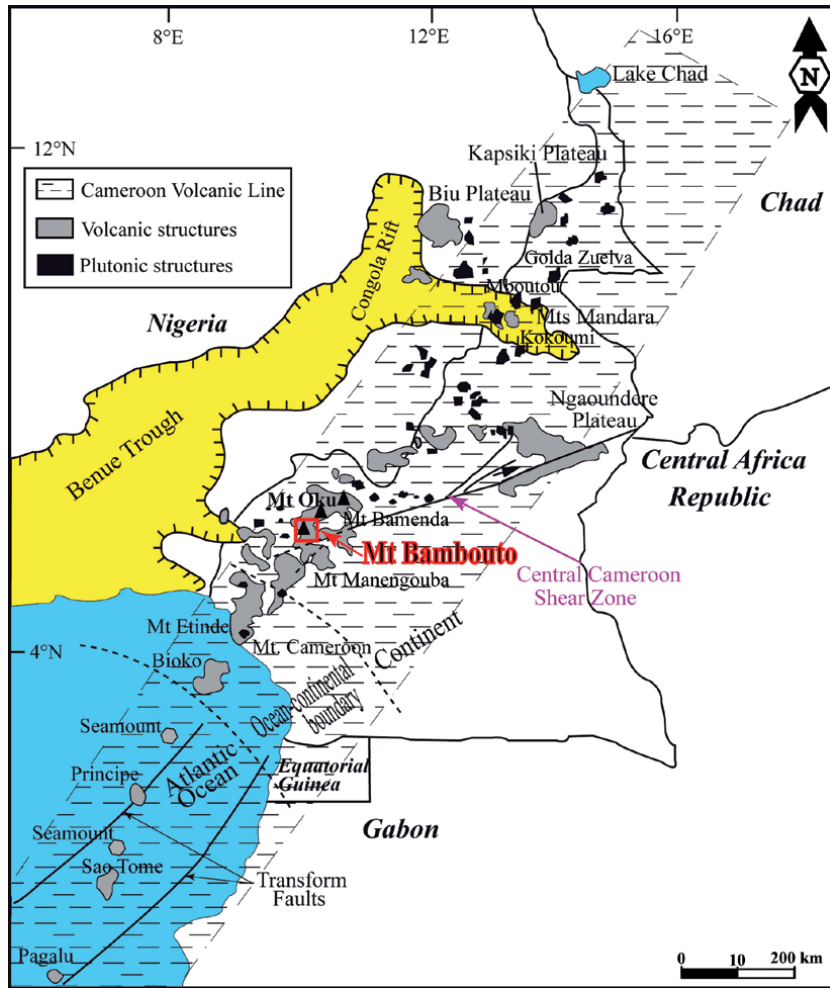 8°E
12°E
16°E
N
Lake Chad
12°N
Kapsiki Plateau
Cameroon Volcanic Line
Volcanic structures
Plutonic structures
Biu Plateau
Chad
Congola Rift
Golda Zuelva
Mboutou
Nigeria
Mts Mandara
Kokoumi
Ngaoundere
Plateau
Benue Trough
Central Africa
Republic
Mt Oku
Mt Bamenda
Mt Bambouto
Central Cameroon
Shear Zone
Mt Manengouba
Mt Etinde
Mt. Cameroon
Continent
4°N
Bioko
Ocean-continental
boundary
Seamount
Atlantic
Ocean
Principe
Equatorial
Guinea
Gabon
Seamount
Sao Tome
Transform
Faults
Pagalu
0 10 200 km